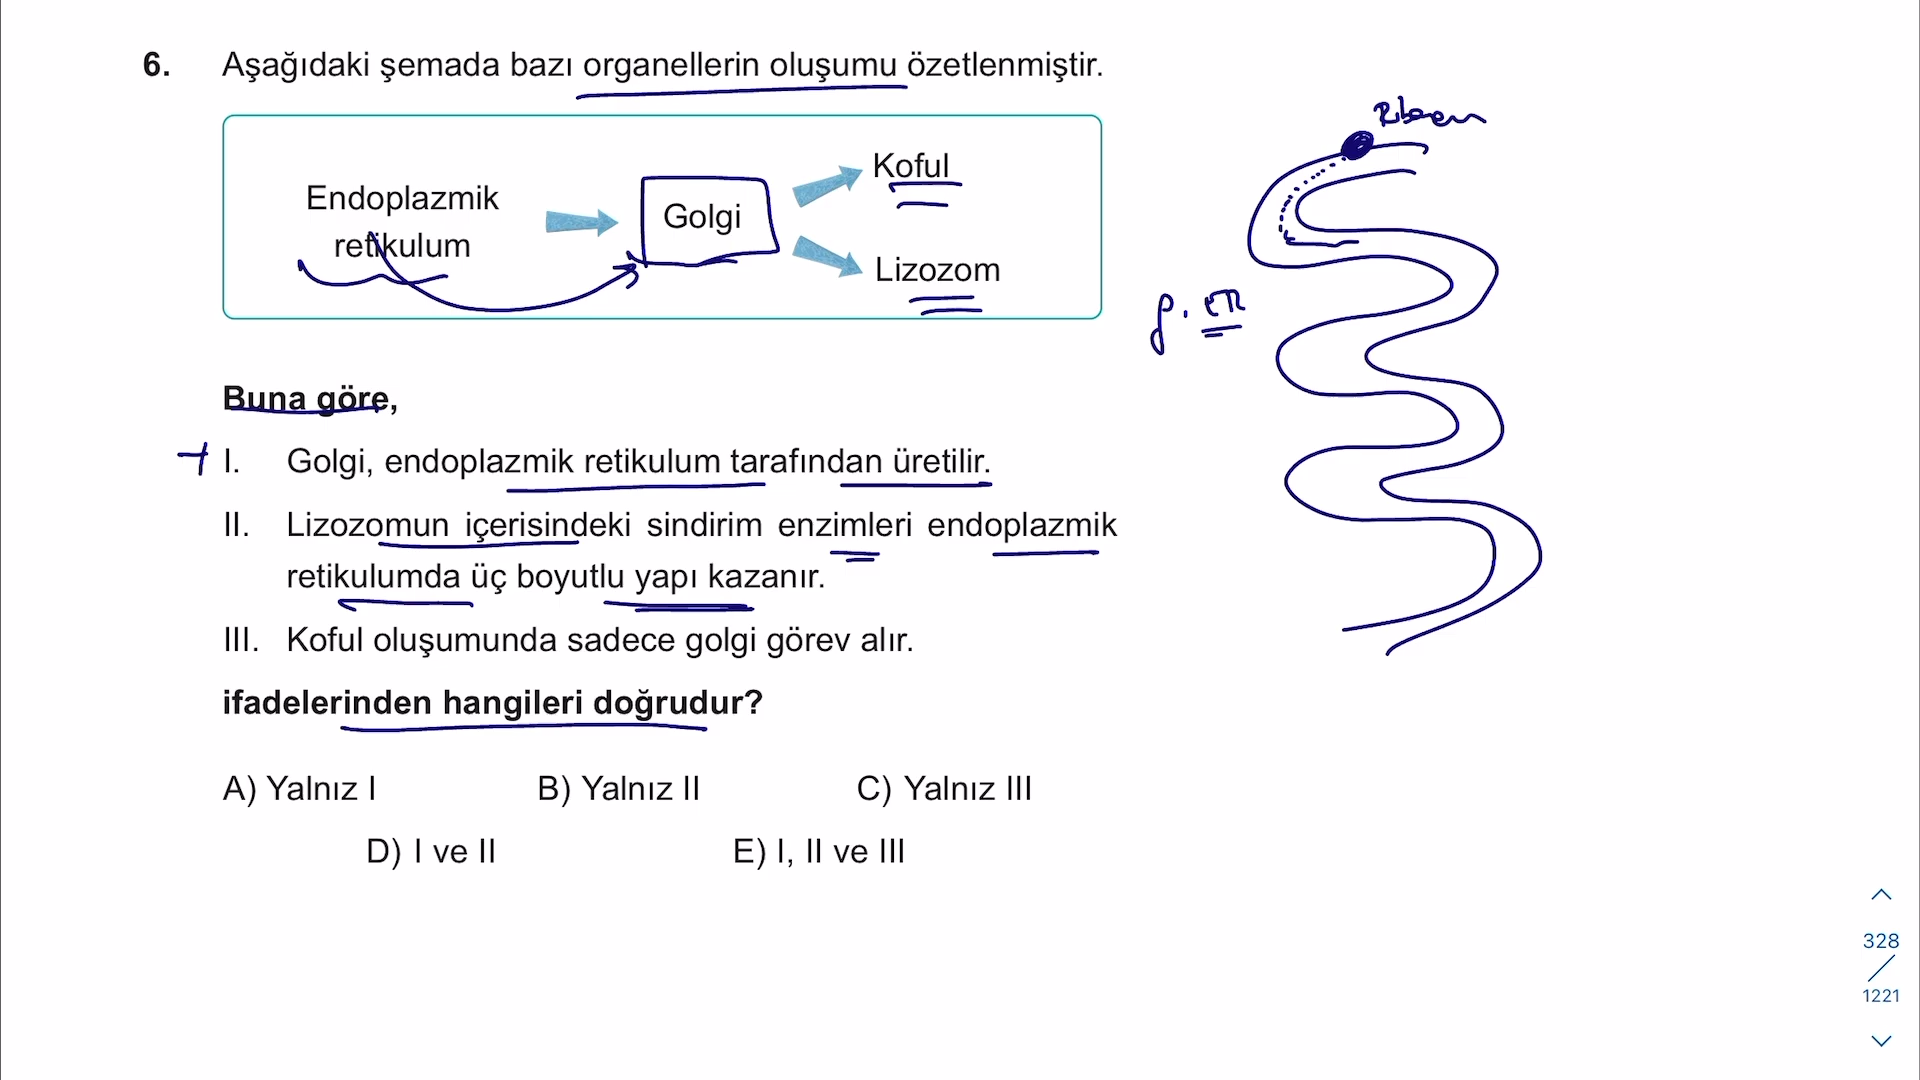 6. Aşağıdaki şemada bazı organellerin oluşumu özetlenmiştir.
Endoplazmik
retikulum
Golgi
Koful
Lizozom
Buna göre,
I. Golgi, endoplazmik retikulum tarafından üretilir.
II. Lizozomun içerisindeki sindirim enzimleri endoplazmik
retikulumda üç boyutlu yapı kazanır.
III. Koful oluşumunda sadece golgi görev alır.
ifadelerinden hangileri doğrudur?
A) Yalnız I B) Yalnız II C) Yalnız III
D) I ve II E) I, II ve III
328
1221